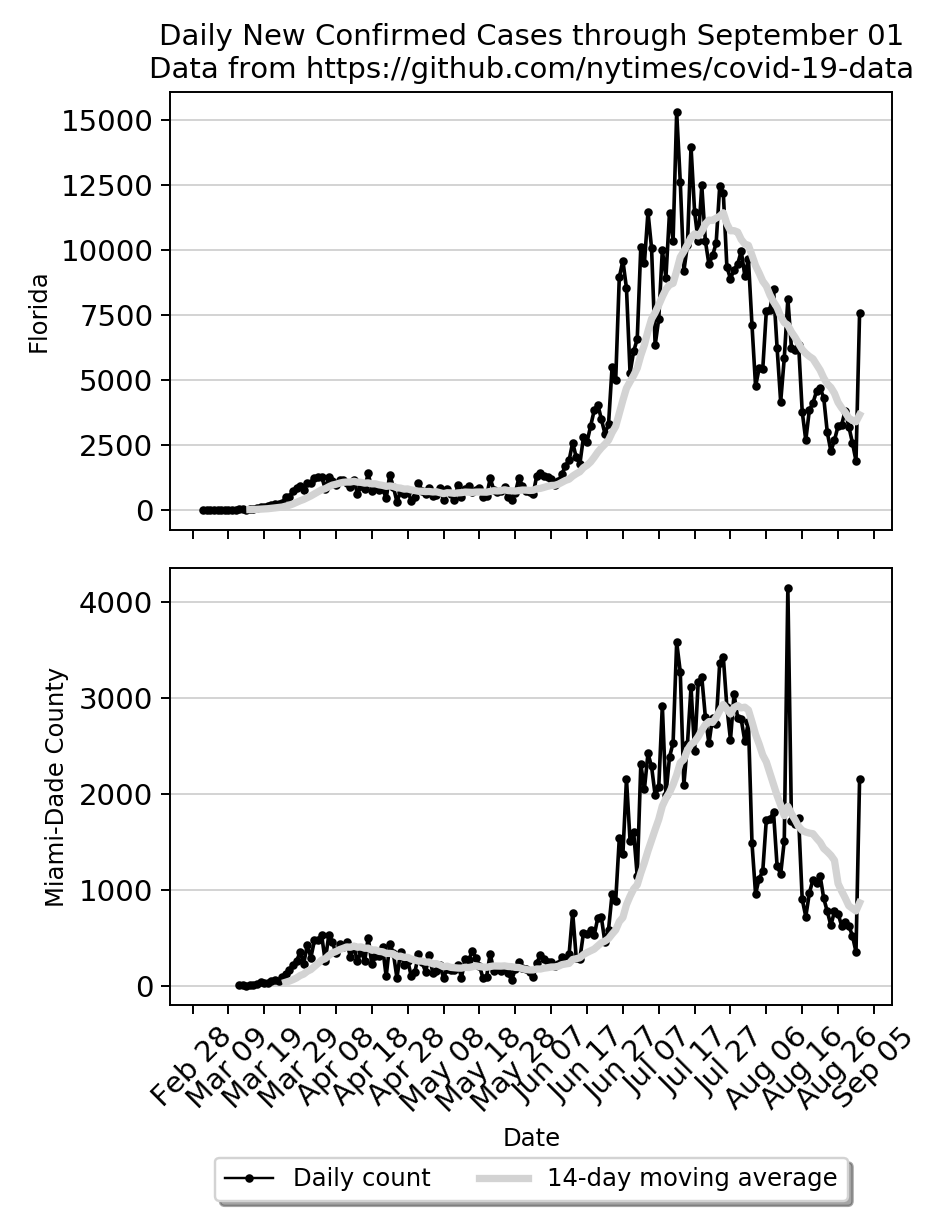 Daily New Confirmed Cases through September 01
Data from https://github.com/nytimes/covid-19-data
15000
12500
10000
7500
5000
2500
0
Florida
4000
3000
2000
1000
0
Miami-Dade County
Feb 28
Mar 09
Mar 19
Mar 29
Apr 08
Apr 18
Apr 28
May 08
May 18
May 28
Jun 07
Jun 17
Jun 27
Jul 07
Jul 17
Jul 27
Aug 06
Aug 16
Aug 26
Sep 05
Date
Daily count
14-day moving average